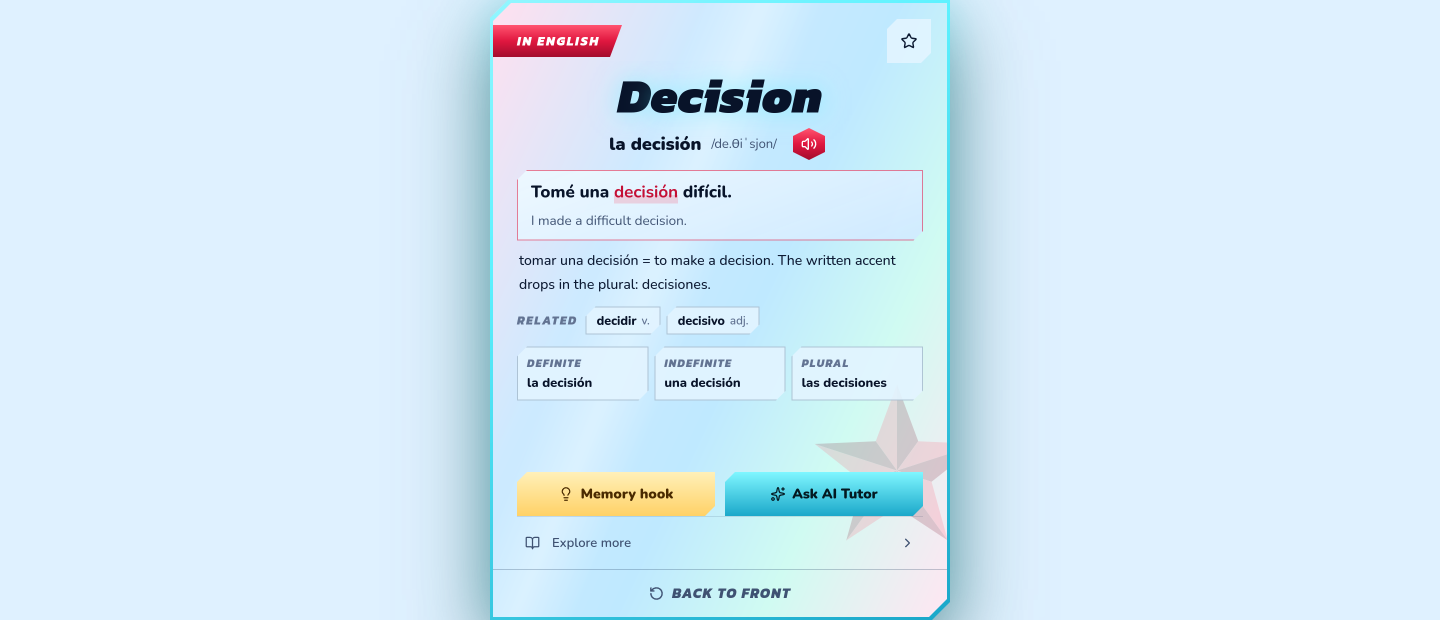 IN ENGLISH
Decision
la decisión /de.θiˈsjon/
Tomé una decisión difícil.
I made a difficult decision.
tomar una decisión = to make a decision. The written accent
drops in the plural: decisiones.
RELATED decidir v. decisivo adj.
DEFINITE INDEFINITE PLURAL
la decisión una decisión las decisiones
Memory hook Ask AI Tutor
Explore more
BACK TO FRONT